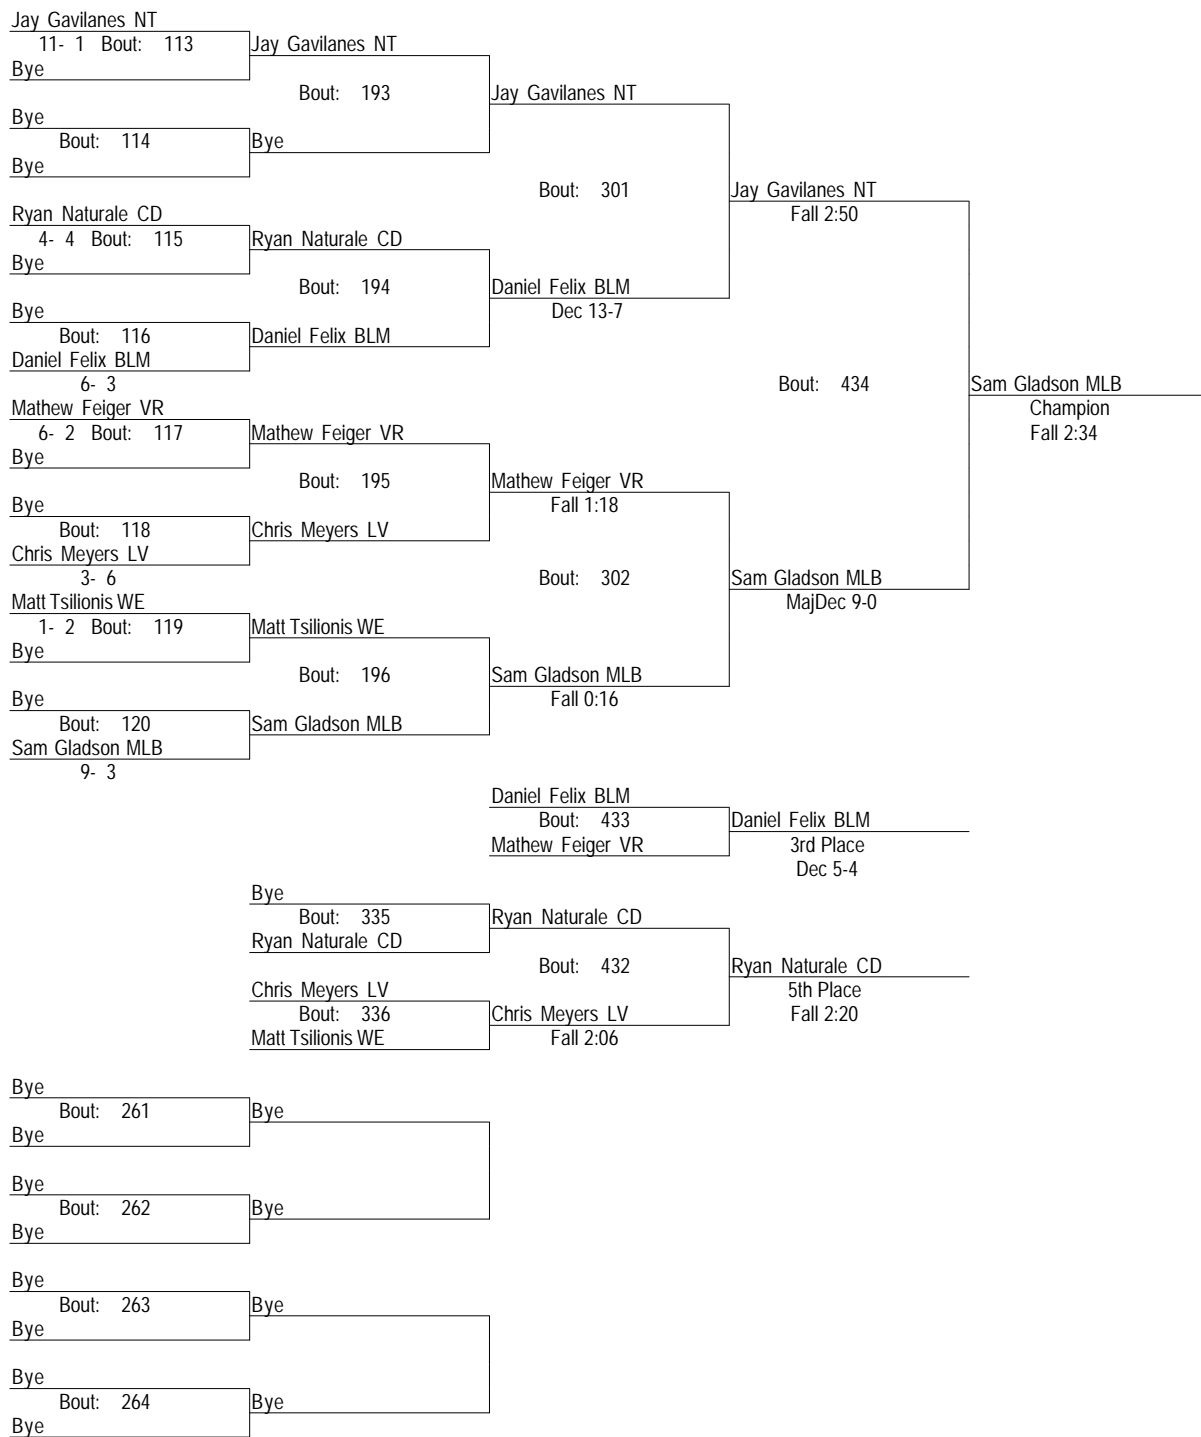 Jay Gavilanes NT
11- 1 Bout: 113 Jay Gavilanes NT
Bye
Bout: 193 Jay Gavilanes NT
Bye
Bout: 114 Bye
Bye
Bout: 301 Jay Gavilanes NT
Fall 2:50
Ryan Naturale CD
4- 4 Bout: 115 Ryan Naturale CD
Bye
Bout: 194 Daniel Felix BLM
Dec 13-7
Bye
Bout: 116 Daniel Felix BLM
Daniel Felix BLM
6- 3
Bout: 434 Sam Gladson MLB
Champion
Fall 2:34
Mathew Feiger VR
6- 2 Bout: 117 Mathew Feiger VR
Bye
Bout: 195 Mathew Feiger VR
Fall 1:18
Bye
Bout: 118 Chris Meyers LV
Chris Meyers LV
3- 6
Bout: 302 Sam Gladson MLB
MajDec 9-0
Matt Tsilionis WE
1- 2 Bout: 119 Matt Tsilionis WE
Bye
Bout: 196 Sam Gladson MLB
Fall 0:16
Bye
Bout: 120 Sam Gladson MLB
Sam Gladson MLB
9- 3
Daniel Felix BLM
Bout: 433 Daniel Felix BLM
Mathew Feiger VR 3rd Place
Dec 5-4
Bye
Bout: 335 Ryan Naturale CD
Ryan Naturale CD
Bout: 432 Ryan Naturale CD
Chris Meyers LV 5th Place
Bout: 336 Chris Meyers LV Fall 2:20
Matt Tsilionis WE Fall 2:06
Bye
Bout: 261 Bye
Bye
Bye
Bout: 262 Bye
Bye
Bye
Bout: 263 Bye
Bye
Bye
Bout: 264 Bye
Bye